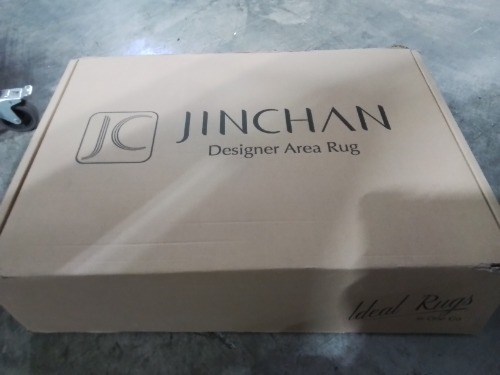 JC JINCHAN
Designer Area Rug
Ideal Rugs